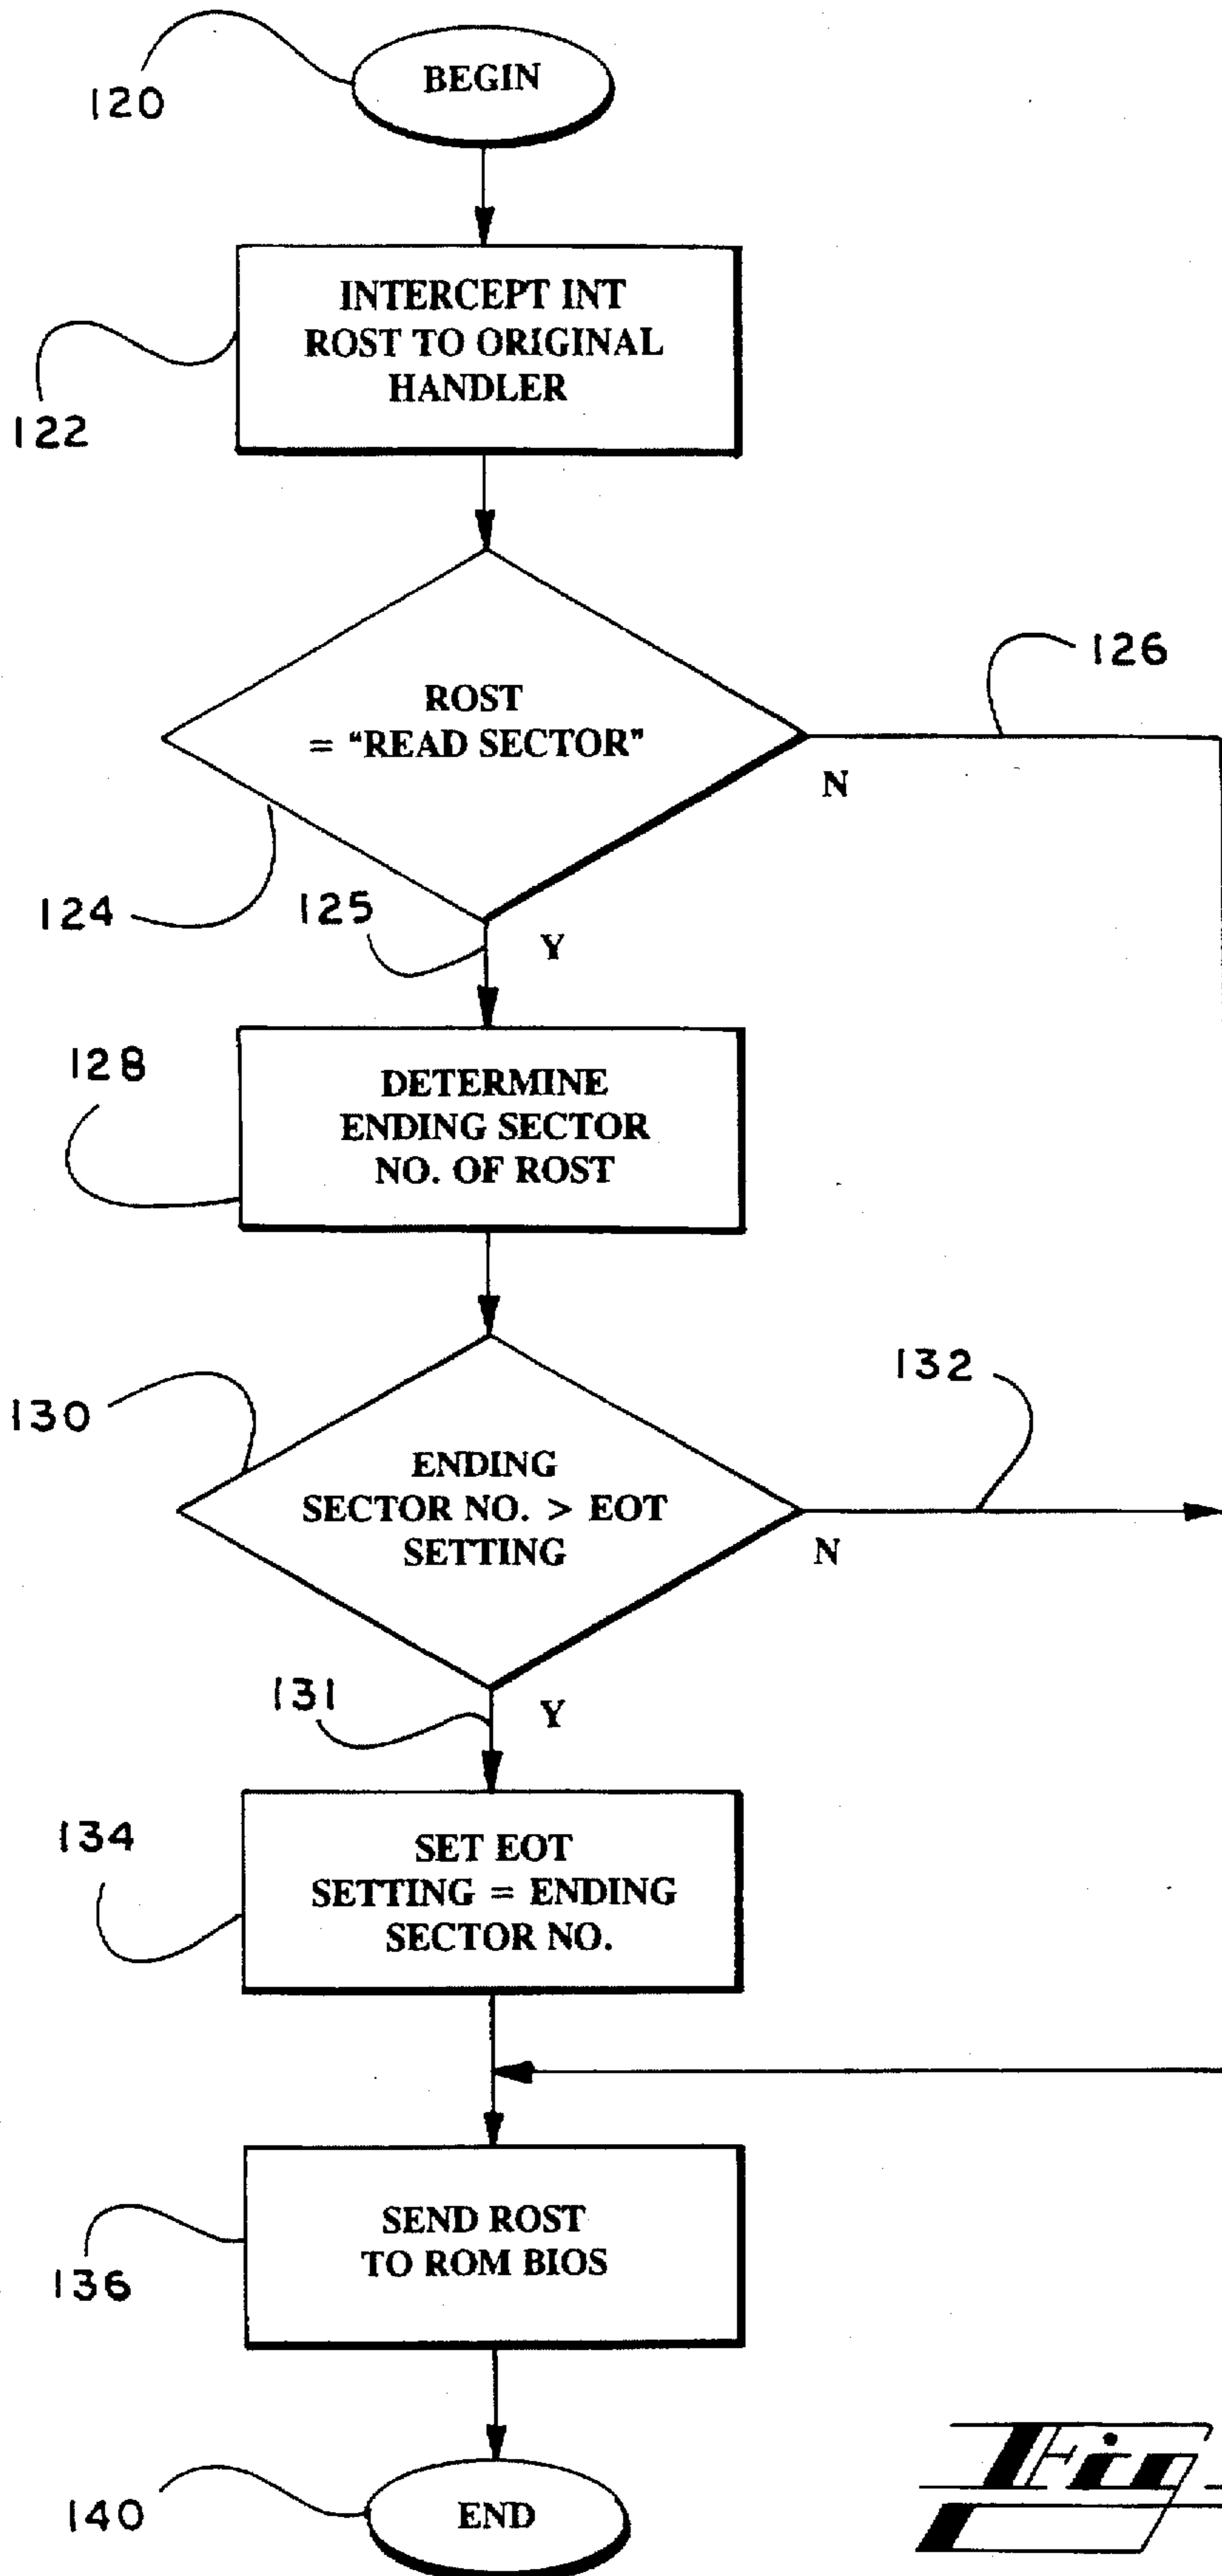 BEGIN
120
INTERCEPT INT
ROST TO ORIGINAL
HANDLER
122
ROST
= “READ SECTOR”
126
N
124
125
Y
128
DETERMINE
ENDING SECTOR
NO. OF ROST
132
130
ENDING
SECTOR NO. > EOT
SETTING
N
131
Y
134
SET EOT
SETTING = ENDING
SECTOR NO.
136
SEND ROST
TO ROM BIOS
140
END